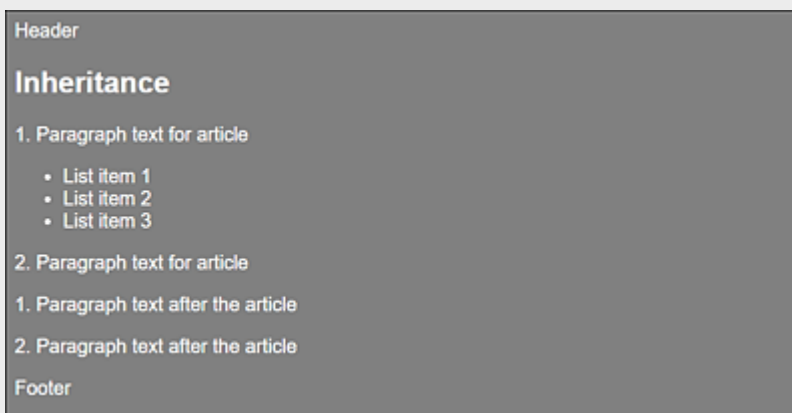 Header
Inheritance
1. Paragraph text for article
• List item 1
• List item 2
• List item 3
2. Paragraph text for article
1. Paragraph text after the article
2. Paragraph text after the article
Footer